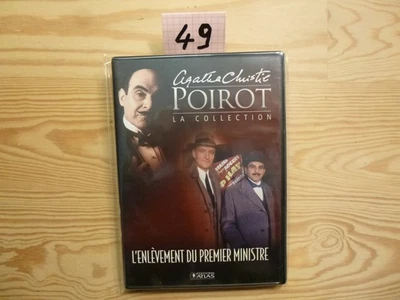 49
Agatha Christie
POIROT
LA COLLECTION
L'ENLÈVEMENT DU PREMIER MINISTRE
ATLAS